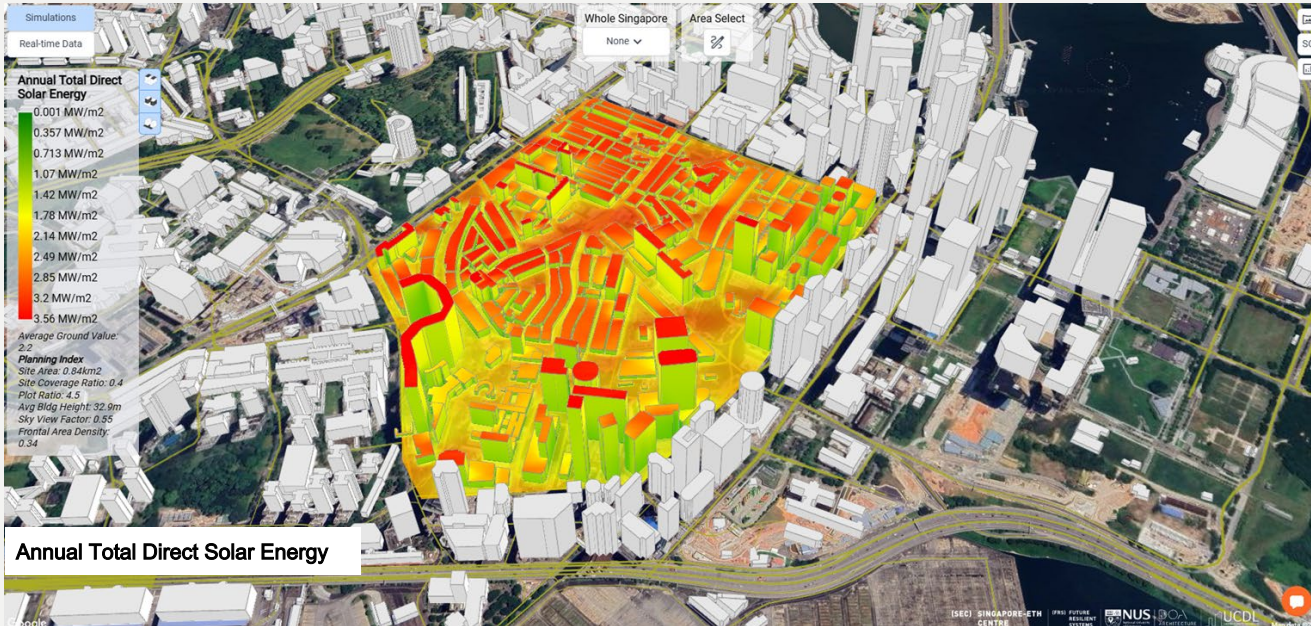 Simulations
Real-time Data
Whole Singapore
None
Area Select
Annual Total Direct
Solar Energy
0.001 MW/m2
0.357 MW/m2
0.713 MW/m2
1.07 MW/m2
1.42 MW/m2
1.78 MW/m2
2.14 MW/m2
2.49 MW/m2
2.85 MW/m2
3.2 MW/m2
3.56 MW/m2
Average Ground Value:
2.2
Planning Index
Site Area: 0.84km2
Site Coverage Ratio: 0.4
Plot Ratio: 4.5
Avg Bldg Height: 32.9m
Sky View Factor: 0.55
Frontal Area Density:
0.34
Annual Total Direct Solar Energy
Google
[SEC] SINGAPORE-ETH
CENTRE
[FRS] FUTURE
RESILIENT
SYSTEMS
NUS
ARCHITECTURE
UCDL